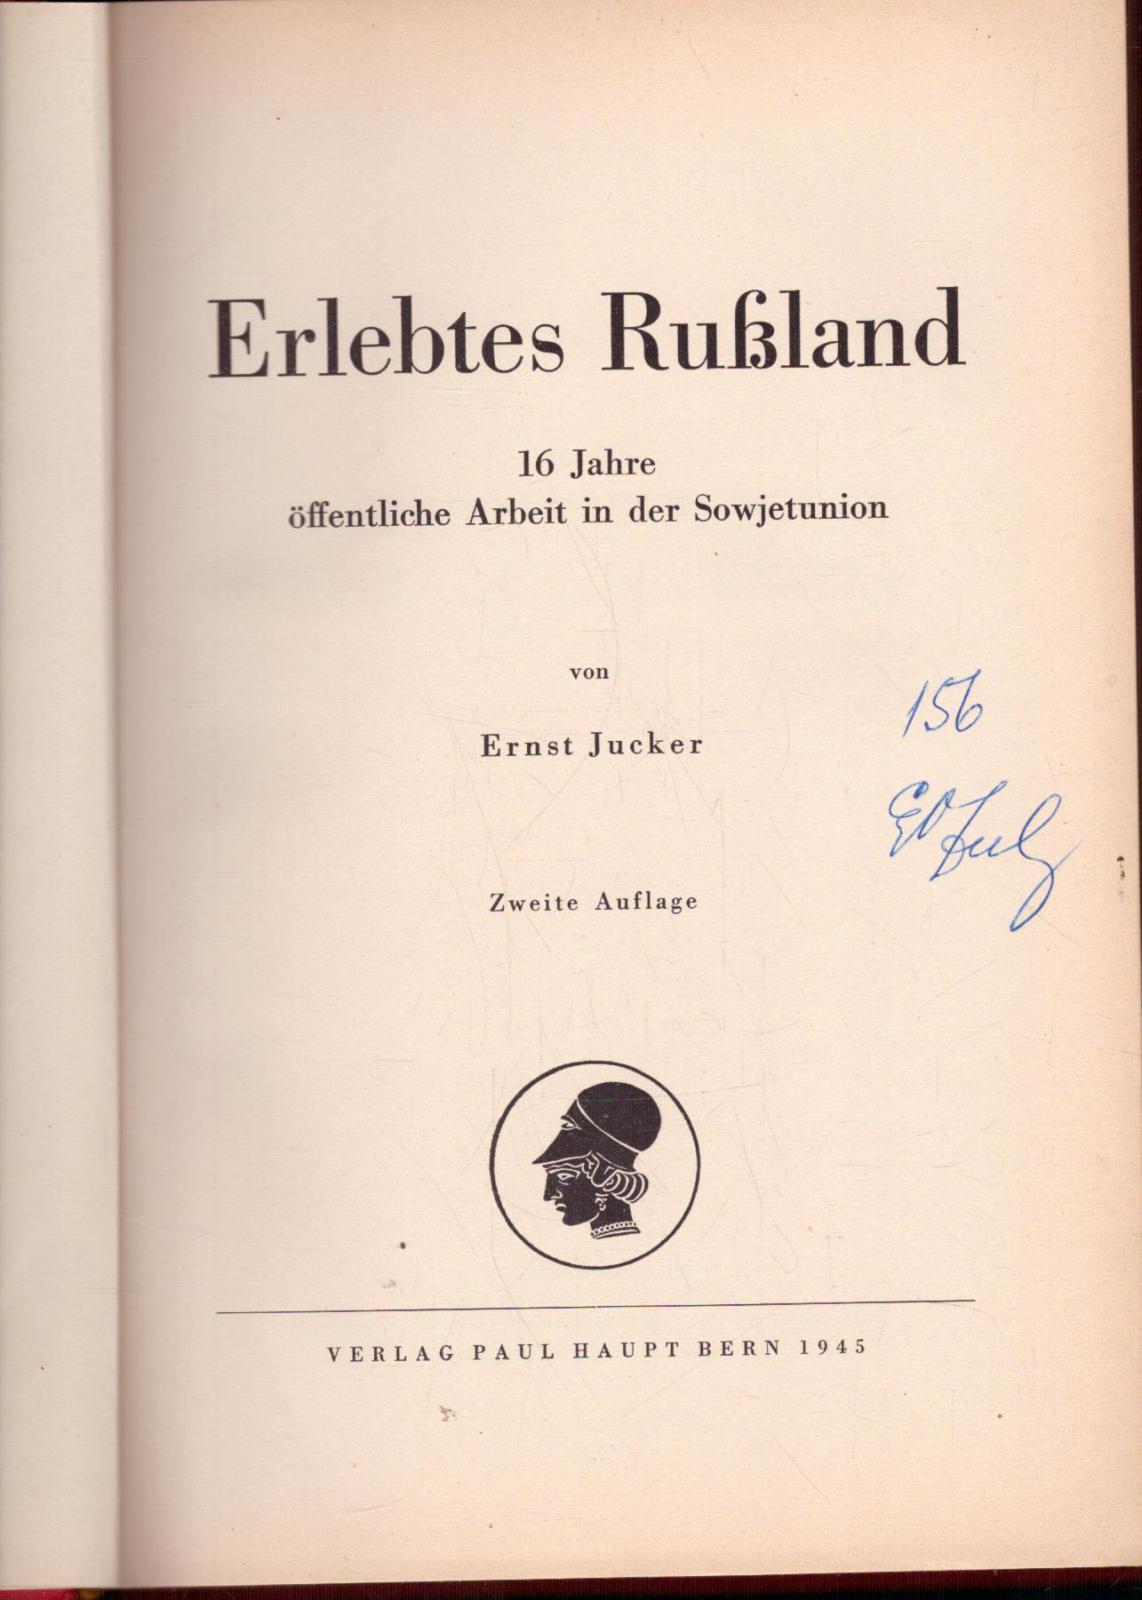 Erlebtes Rußland
16 Jahre
öffentliche Arbeit in der Sowjetunion
von
Ernst Jucker
156
Zweite Auflage
VERLAG PAUL HAUPT BERN 1945